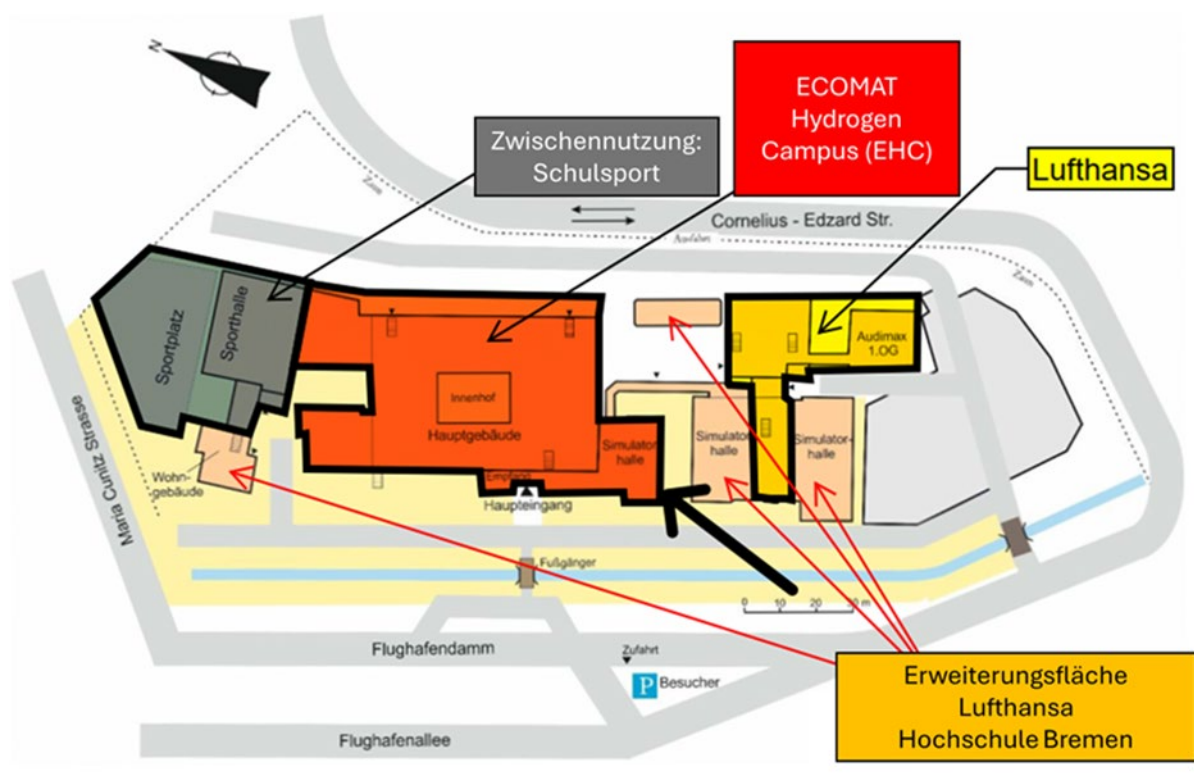 N
ECOMAT
Hydrogen
Campus (EHC)
Zwischennutzung:
Schulsport
Lufthansa
Zaun
Cornelius - Edzard Str.
Ausfahrt
Zaun
Sportplatz
Sporthalle
Audimax
1.OG
Innenhof
Hauptgebäude
Simulator
halle
Simulator
halle
Simulator-
halle
Wohn-
gebäude
Empfang
Haupteingang
Maria Cunitz Strasse
Fußgänger
0 10 20 30 m
Flughafendamm
Zufahrt
P Besucher
Erweiterungsfläche
Lufthansa
Hochschule Bremen
Flughafenallee